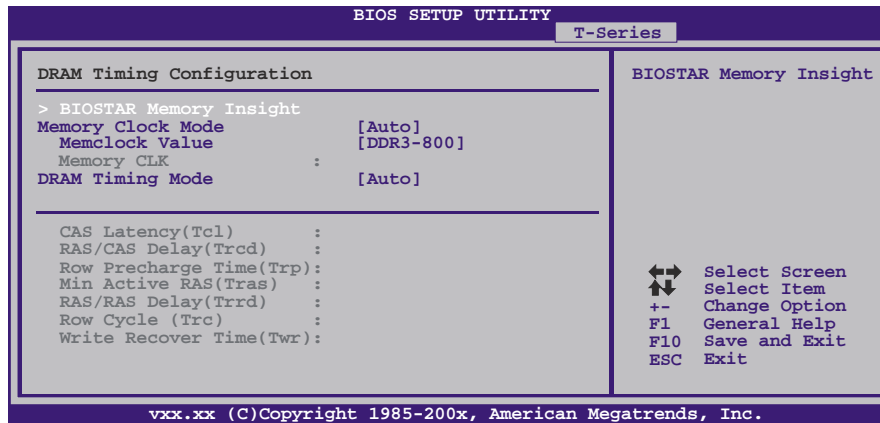 BIOS SETUP UTILITY
T-Series
DRAM Timing Configuration
> BIOSTAR Memory Insight
Memory Clock Mode [Auto]
Memclock Value [DDR3-800]
Memory CLK :
DRAM Timing Mode [Auto]
CAS Latency(Tcl) :
RAS/CAS Delay(Trcd) :
Row Precharge Time(Trp):
Min Active RAS(Tras) :
RAS/RAS Delay(Trrd) :
Row Cycle (Trc) :
Write Recover Time(Twr):
BIOSTAR Memory Insight
Select Screen
Select Item
+- Change Option
F1 General Help
F10 Save and Exit
ESC Exit
vxx.xx (C)Copyright 1985-200x, American Megatrends, Inc.